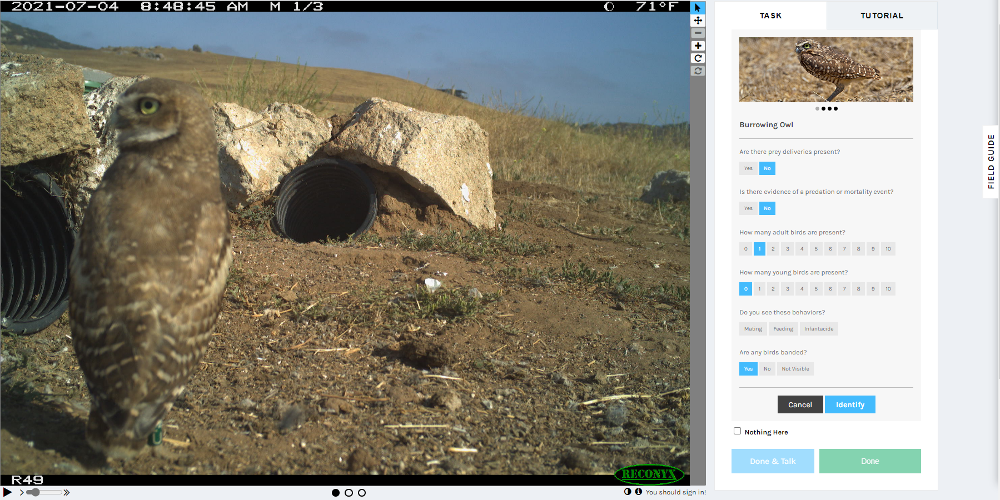 2021-07-04 8:48:45 AM M 1/3 71°F
R49
RECONYX
You should sign in!
TASK
TUTORIAL
Burrowing Owl
Are there prey deliveries present?
Yes No
Is there evidence of a predation or mortality event?
Yes No
How many adult birds are present?
0 1 2 3 4 5 6 7 8 9 10
How many young birds are present?
0 1 2 3 4 5 6 7 8 9 10
Do you see these behaviors?
Mating Feeding Infantacide
Are any birds banded?
Yes No Not Visible
Cancel Identify
Nothing Here
Done & Talk Done
FIELD GUIDE